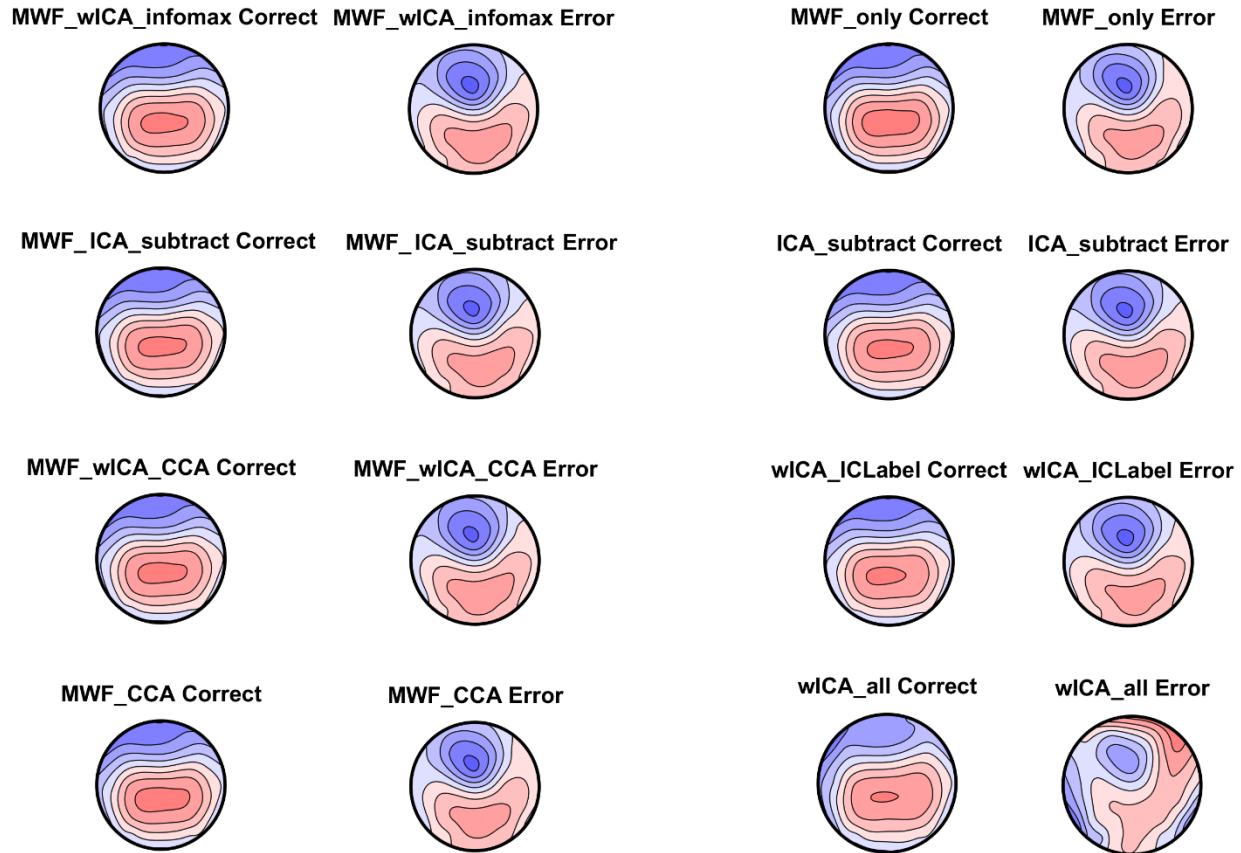 MWF_wICA_infomax Correct
MWF_wICA_infomax Error
MWF_only Correct
MWF_only Error
MWF_ICA_subtract Correct
MWF_ICA_subtract Error
ICA_subtract Correct
ICA_subtract Error
MWF_wICA_CCA Correct
MWF_wICA_CCA Error
wICA_ICLabel Correct
wICA_ICLabel Error
MWF_CCA Correct
MWF_CCA Error
wICA_all Correct
wICA_all Error